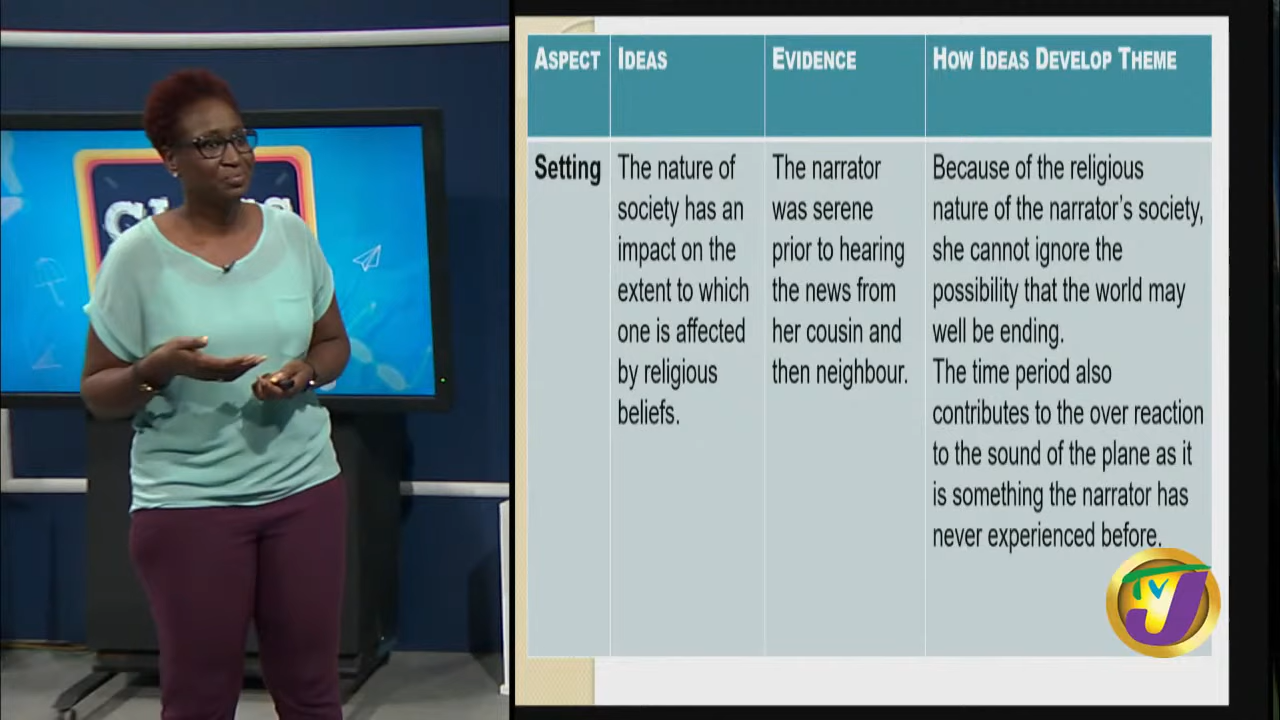 ASPECT
IDEAS
EVIDENCE
HOW IDEAS DEVELOP THEME
Setting
The nature of
society has an
impact on the
extent to which
one is affected
by religious
beliefs.
The narrator
was serene
prior to hearing
the news from
her cousin and
then neighbour.
Because of the religious
nature of the narrator's society,
she cannot ignore the
possibility that the world may
well be ending.
The time period also
contributes to the over reaction
to the sound of the plane as it
is something the narrator has
never experienced before.
TVJ